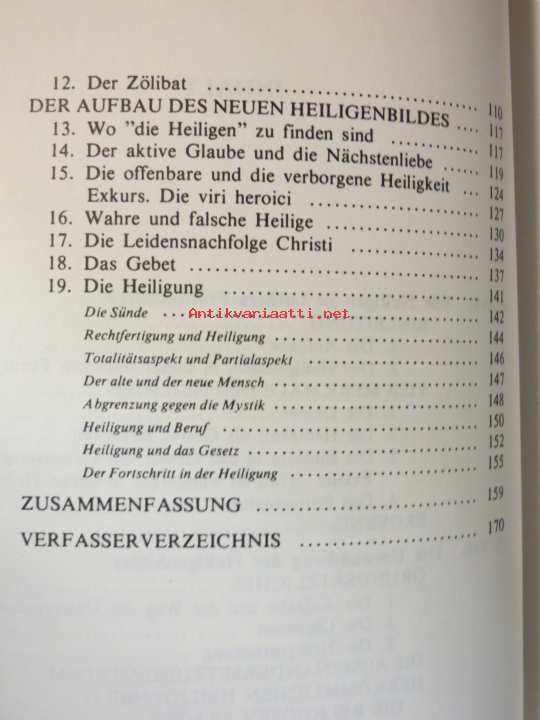 12. Der Zölibat 110
DER AUFBAU DES NEUEN HEILIGENBILDES 117
13. Wo "die Heiligen" zu finden sind 117
14. Der aktive Glaube und die Nächstenliebe 119
15. Die offenbare und die verborgene Heiligkeit 124
Exkurs. Die viri heroici 127
16. Wahre und falsche Heilige 130
17. Die Leidensnachfolge Christi 134
18. Das Gebet 137
19. Die Heiligung 141
Die Sünde 142
Antikvariaatti.net
Rechtfertigung und Heiligung 144
Totalitätsaspekt und Partialaspekt 146
Der alte und der neue Mensch 147
Abgrenzung gegen die Mystik 148
Heiligung und Beruf 150
Heiligung und das Gesetz 152
Der Fortschritt in der Heiligung 155
ZUSAMMENFASSUNG 159
VERFASSERVERZEICHNIS 170